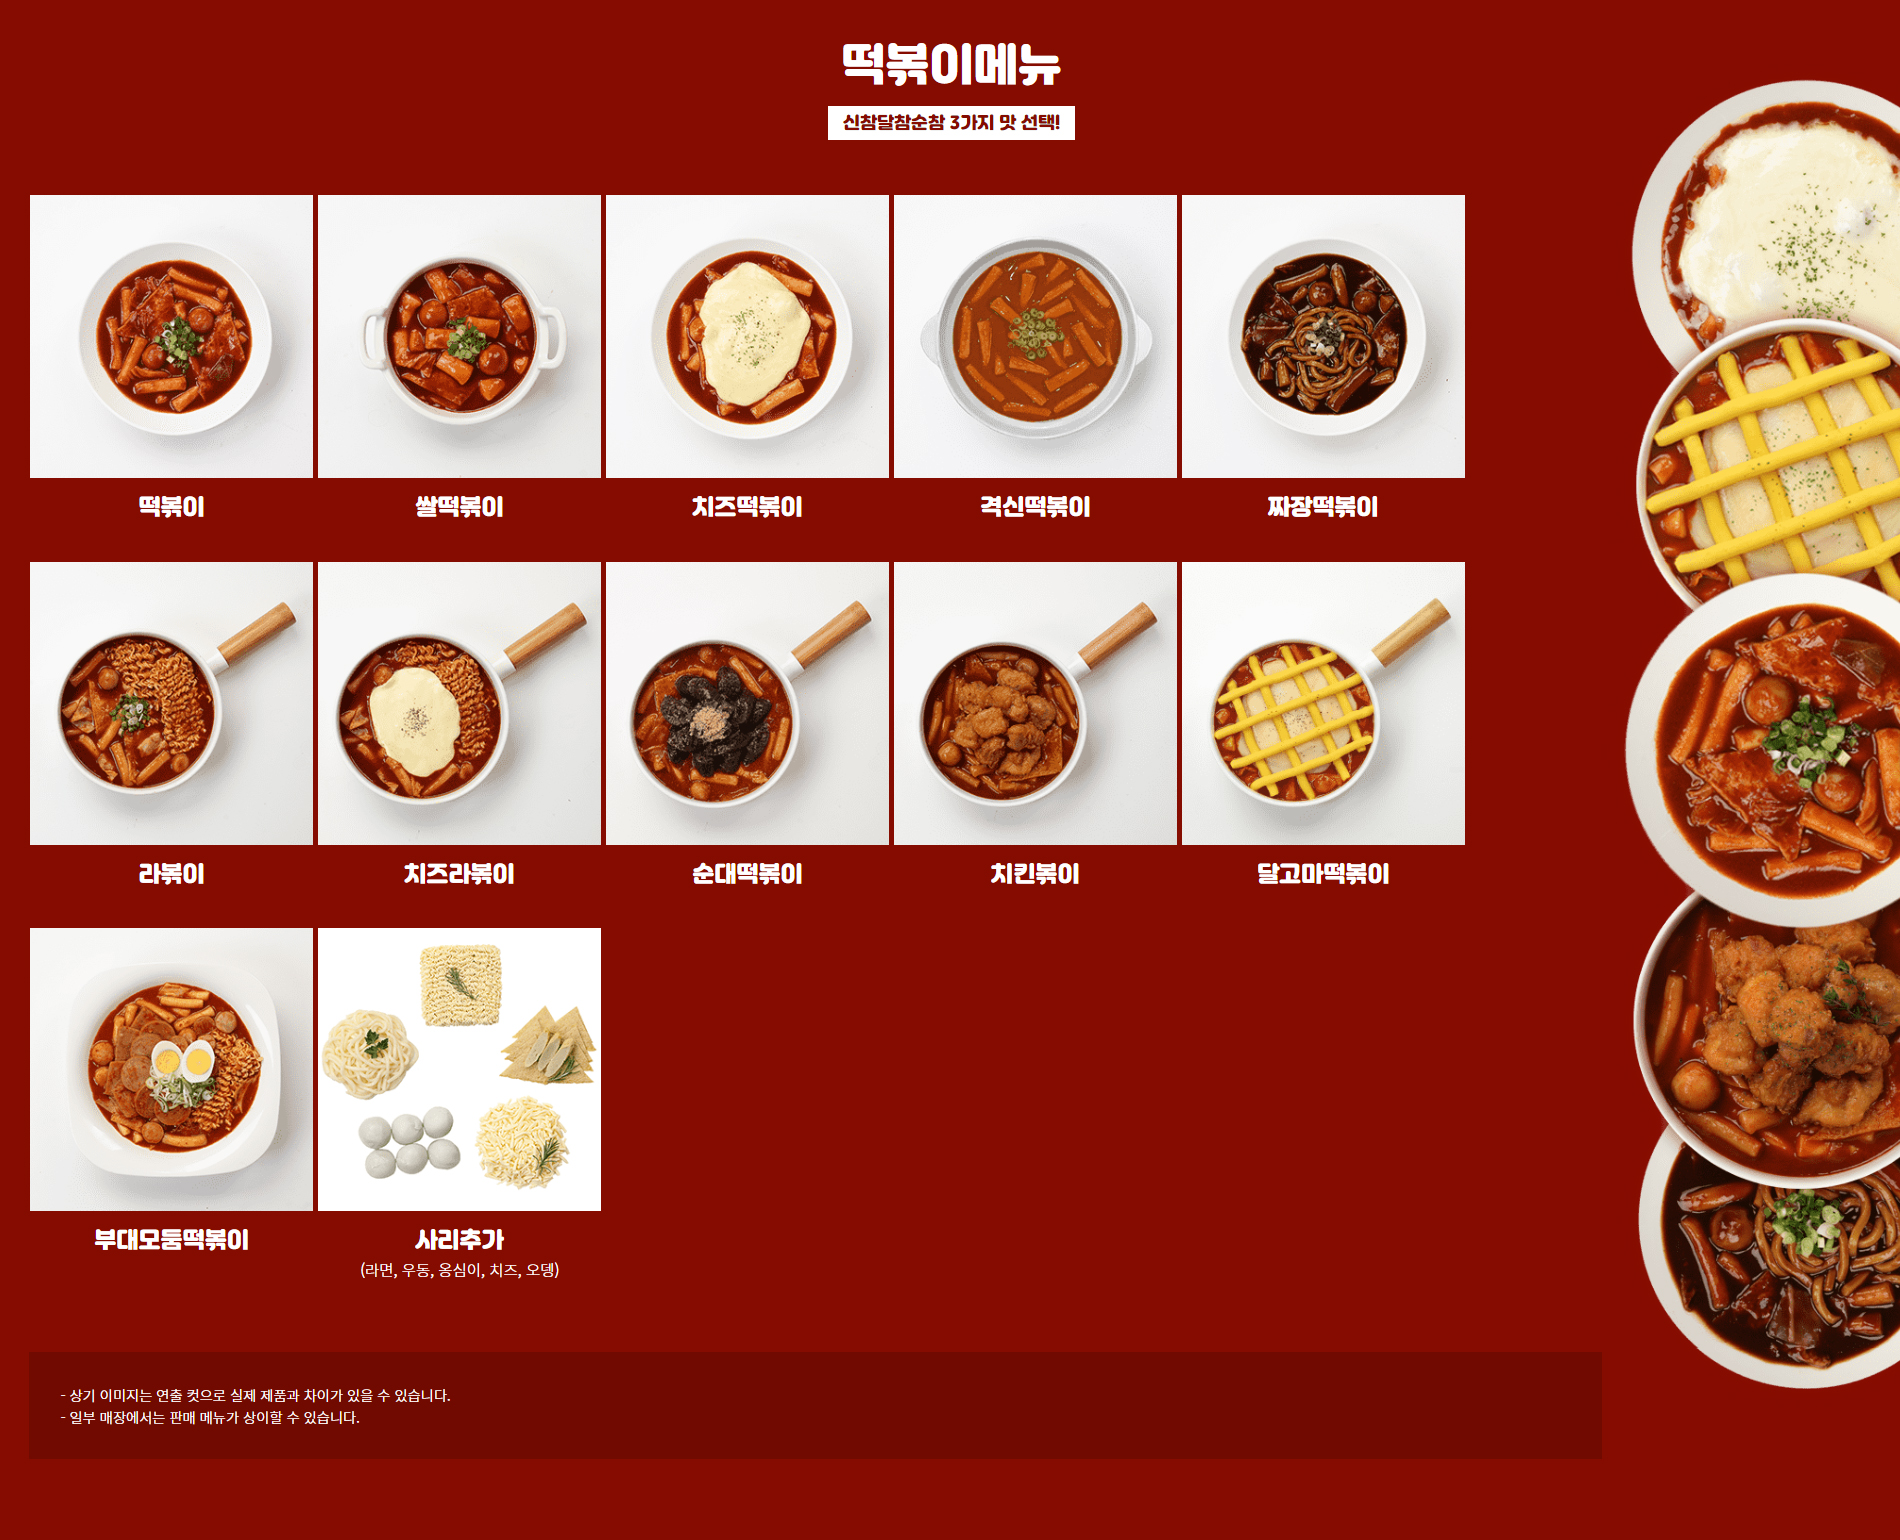 떡볶이메뉴
신참달참순참 3가지 맛 선택!
떡볶이
쌀떡볶이
치즈떡볶이
격신떡볶이
짜장떡볶이
라볶이
치즈라볶이
순대떡볶이
치킨볶이
달고마떡볶이
부대모둠떡볶이
사리추가
(라면, 우동, 옹심이, 치즈, 오뎅)
- 상기 이미지는 연출 컷으로 실제 제품과 차이가 있을 수 있습니다.
- 일부 매장에서는 판매 메뉴가 상이할 수 있습니다.